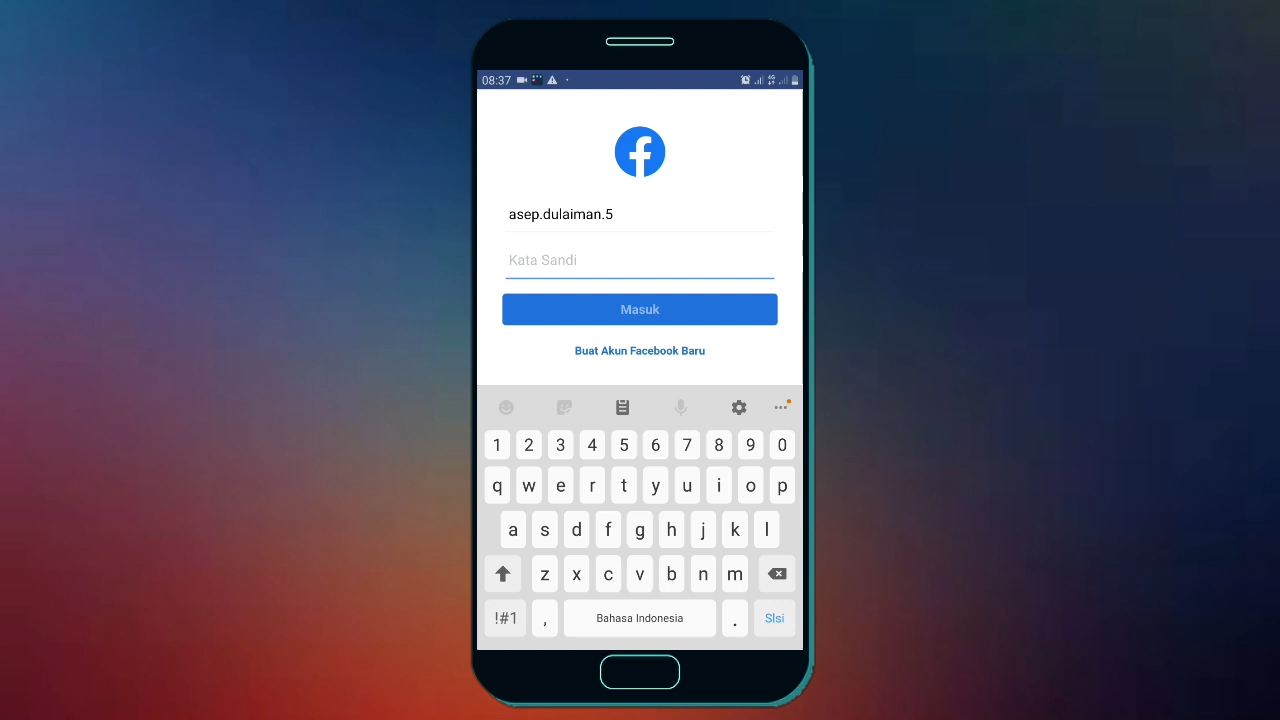 08:37
asep.dulaiman.5
Kata Sandi
Masuk
Buat Akun Facebook Baru
1 2 3 4 5 6 7 8 9 0
q w e r t y u i o p
a s d f g h j k l
z x c v b n m
!#1 , Bahasa Indonesia . Slsi